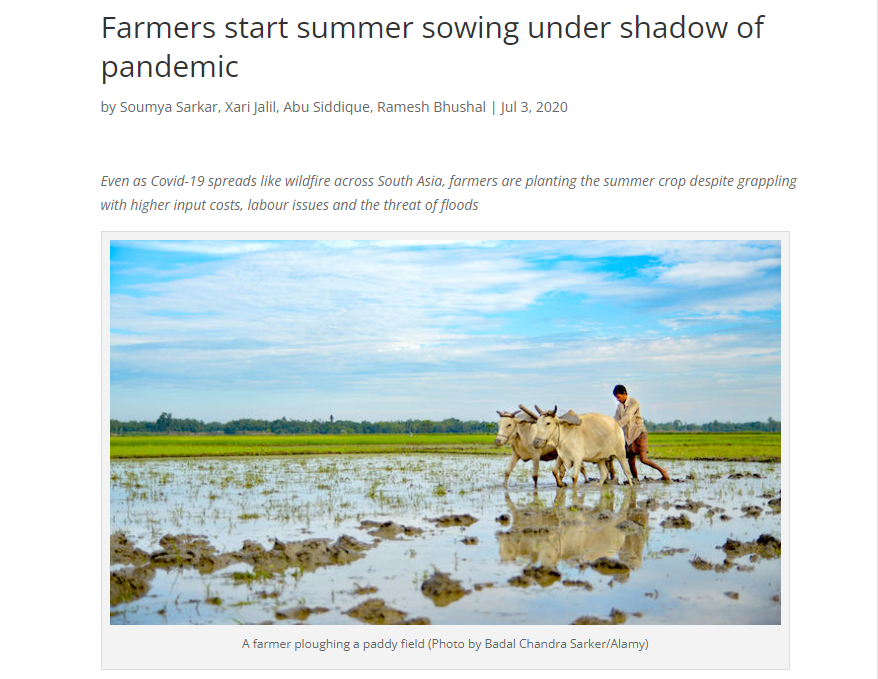 Farmers start summer sowing under shadow of
pandemic
by Soumya Sarkar, Xari Jalil, Abu Siddique, Ramesh Bhushal | Jul 3, 2020
Even as Covid-19 spreads like wildfire across South Asia, farmers are planting the summer crop despite grappling
with higher input costs, labour issues and the threat of floods
A farmer ploughing a paddy field (Photo by Badal Chandra Sarker/Alamy)